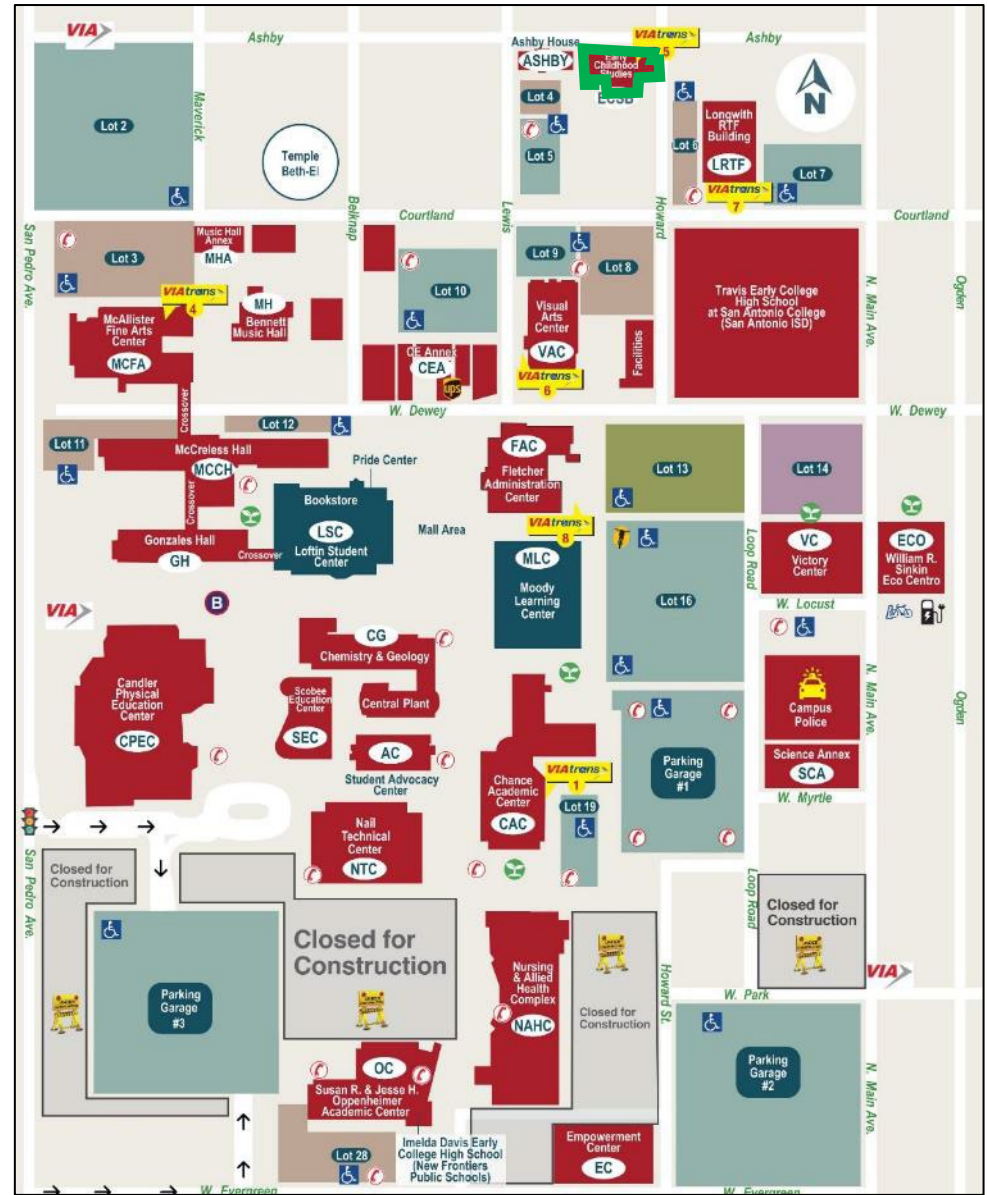 VIA
Ashby
Ashby House
ASHBY
VIAtrans
5
Ashby
Early
Childhood
Studies
ECSB
N
Lot 2
Maverick
Lot 4
Lot 5
Temple
Beth-El
Longwith
RTF
Building
LRTF
Lot 6
Lot 7
VIAtrans
7
San Pedro Ave.
Belknap
Courtland
Lewis
Howard
Courtland
Lot 3
Music Hall
Annex
MHA
Lot 9
Lot 8
Lot 10
VIAtrans
4
McAllister
Fine Arts
Center
MCFA
MH
Bennett
Music Hall
Visual
Arts
Center
VAC
VIAtrans
6
Facilities
Travis Early College
High School
at San Antonio College
(San Antonio ISD)
N. Main Ave.
Ogden
CE Annex
CEA
ups
Crossover
W. Dewey
W. Dewey
Lot 11
Lot 12
McCreless Hall
MCCH
Pride Center
FAC
Fletcher
Administration
Center
Lot 13
Lot 14
Crossover
Bookstore
LSC
Loftin Student
Center
Mall Area
Gonzales Hall
GH
Crossover
VIAtrans
8
MLC
Moody
Learning
Center
Lot 16
Loop Road
VC
Victory
Center
ECO
William R.
Sinkin
Eco Centro
W. Locust
VIA
B
CG
Chemistry & Geology
Candler
Physical
Education
Center
CPEC
Scobee
Education
Center
SEC
Central Plant
AC
Student Advocacy
Center
Campus
Police
N. Main Ave.
Ogden
Science Annex
SCA
W. Myrtle
Chance
Academic
Center
CAC
VIAtrans
1
Lot 19
Parking
Garage
#1
Nail
Technical
Center
NTC
San Pedro Ave.
Closed for
Construction
Closed for
Construction
Loop Road
Closed for
Construction
VIA
Parking
Garage
#3
Nursing
& Allied
Health
Complex
NAHC
Closed for
Construction
Howard St.
W. Park
Parking
Garage
#2
N. Main Ave.
OC
Susan R. & Jesse H.
Oppenheimer
Academic Center
Lot 28
Imelda Davis Early
College High School
(New Frontiers
Public Schools)
Empowerment
Center
EC
W. Evergreen
W. Evergreen